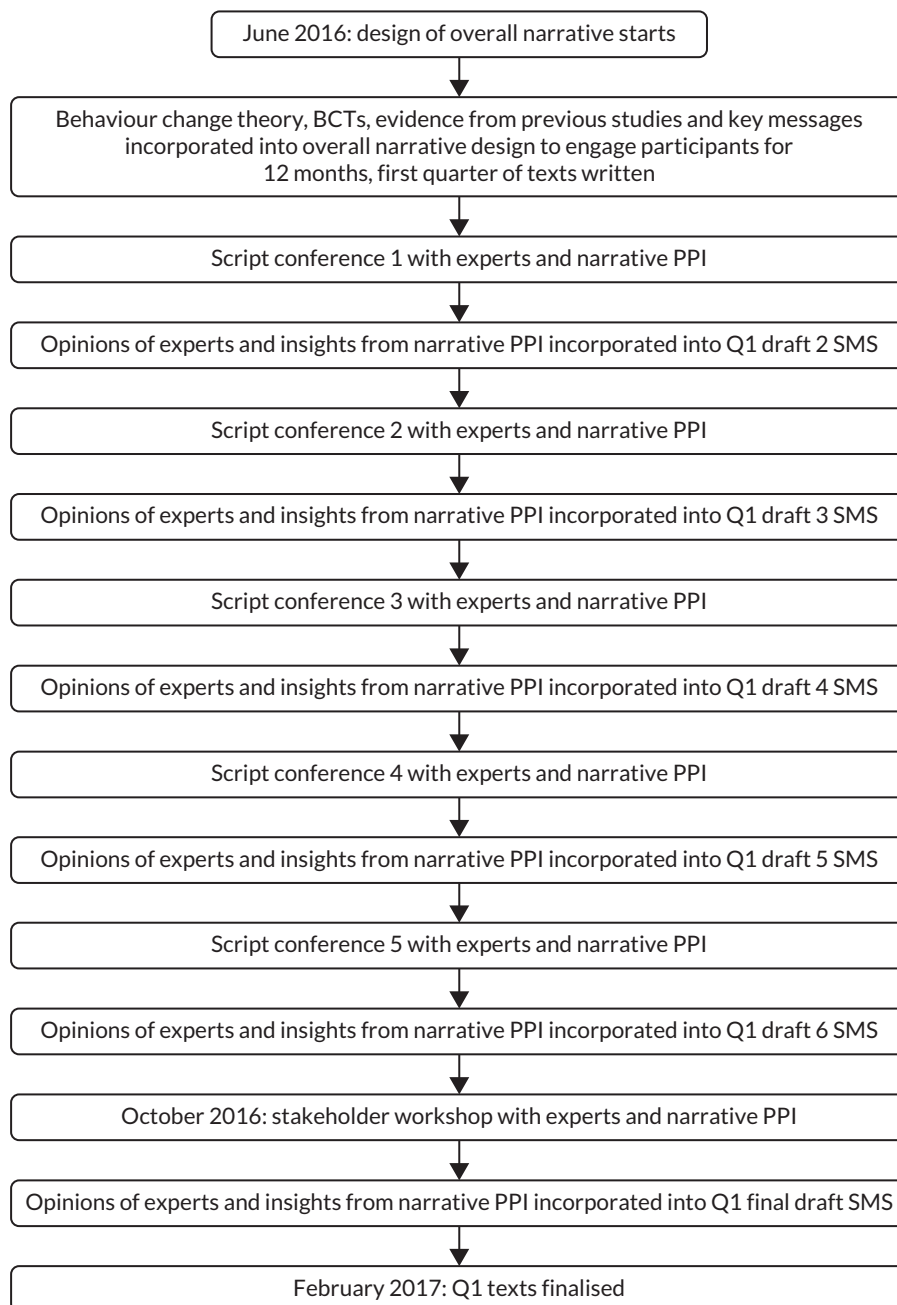 June 2016: design of overall narrative starts
Behaviour change theory, BCTs, evidence from previous studies and key messages
incorporated into overall narrative design to engage participants for
12 months, first quarter of texts written
Script conference 1 with experts and narrative PPI
Opinions of experts and insights from narrative PPI incorporated into Q1 draft 2 SMS
Script conference 2 with experts and narrative PPI
Opinions of experts and insights from narrative PPI incorporated into Q1 draft 3 SMS
Script conference 3 with experts and narrative PPI
Opinions of experts and insights from narrative PPI incorporated into Q1 draft 4 SMS
Script conference 4 with experts and narrative PPI
Opinions of experts and insights from narrative PPI incorporated into Q1 draft 5 SMS
Script conference 5 with experts and narrative PPI
Opinions of experts and insights from narrative PPI incorporated into Q1 draft 6 SMS
October 2016: stakeholder workshop with experts and narrative PPI
Opinions of experts and insights from narrative PPI incorporated into Q1 final draft SMS
February 2017: Q1 texts finalised